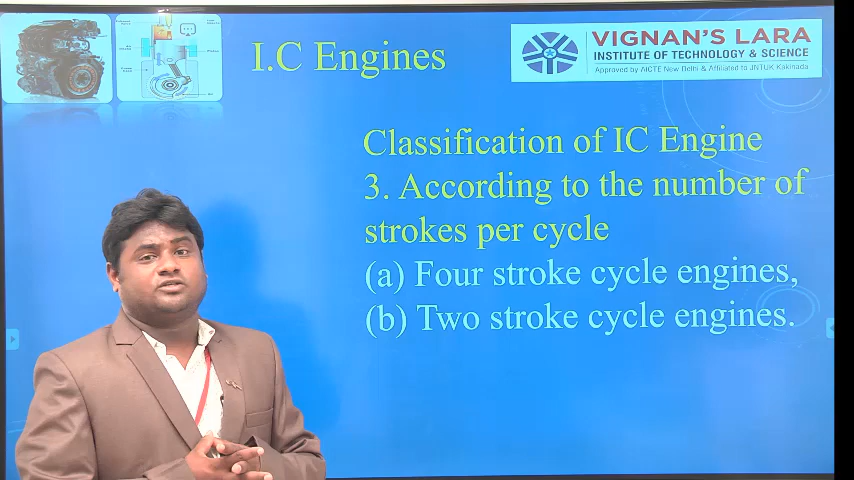 I.C Engines
VIGNAN'S LARA
INSTITUTE OF TECHNOLOGY & SCIENCE
Approved by AICTE New Delhi & Affiliated to JNTUK Kakinada
Classification of IC Engine
3. According to the number of
strokes per cycle
(a) Four stroke cycle engines,
(b) Two stroke cycle engines.